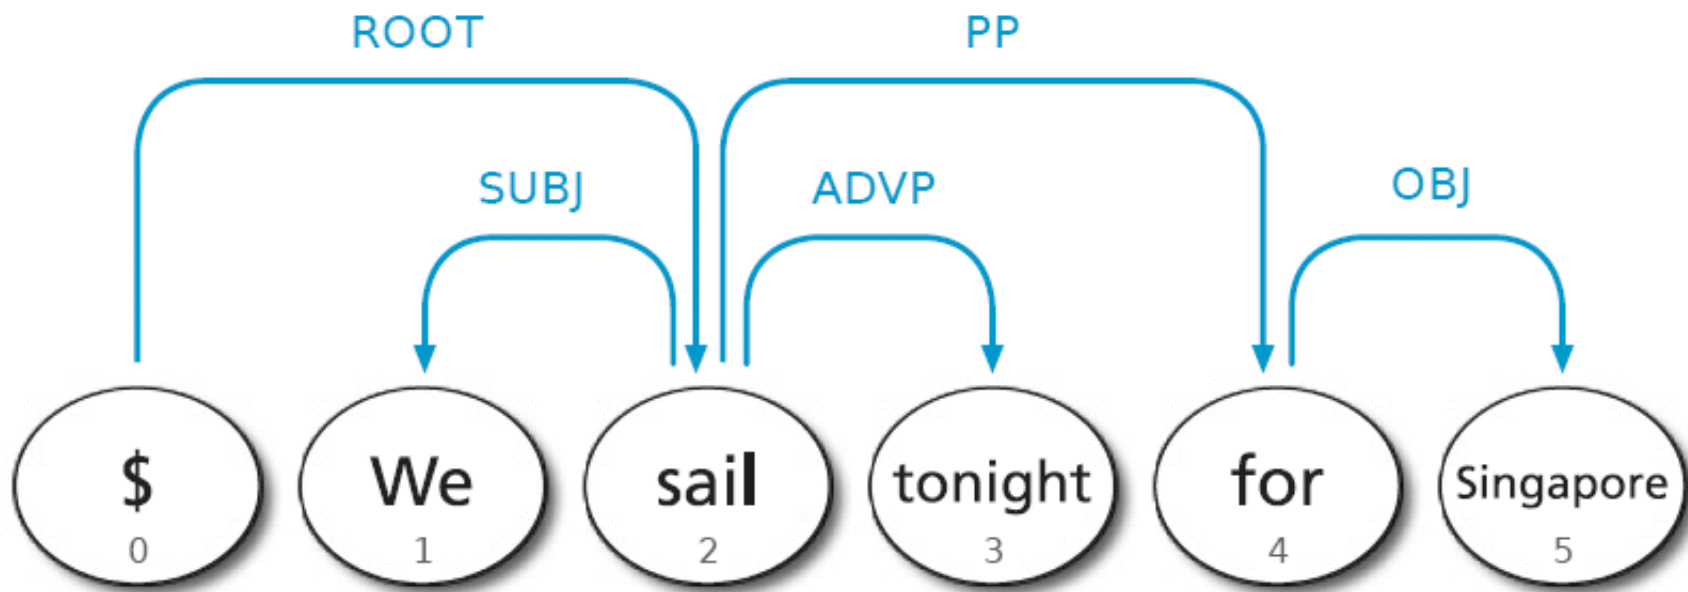 ROOT PP
SUBJ ADVP OBJ
$ We sail tonight for Singapore
0 1 2 3 4 5